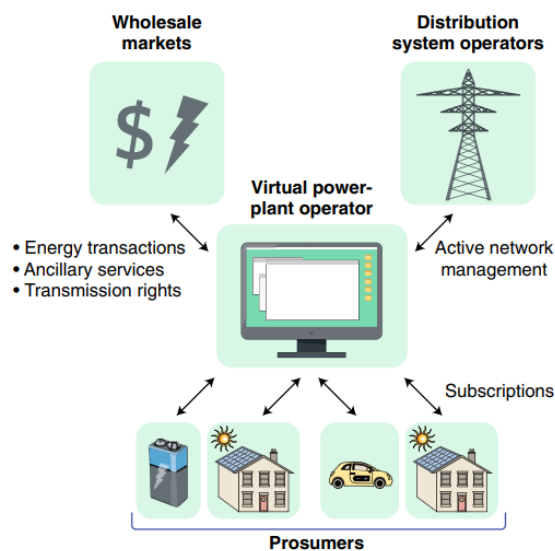 Wholesale
markets
Distribution
system operators
$
Virtual power-
plant operator
• Energy transactions
• Ancillary services
• Transmission rights
Active network
management
Subscriptions
Prosumers